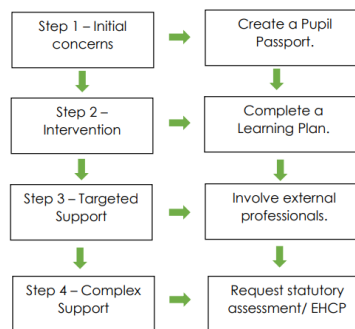 Step 1 – Initial
concerns
Create a Pupil
Passport.
Step 2 –
Intervention
Complete a
Learning Plan.
Step 3 – Targeted
Support
Involve external
professionals.
Step 4 – Complex
Support
Request statutory
assessment/ EHCP